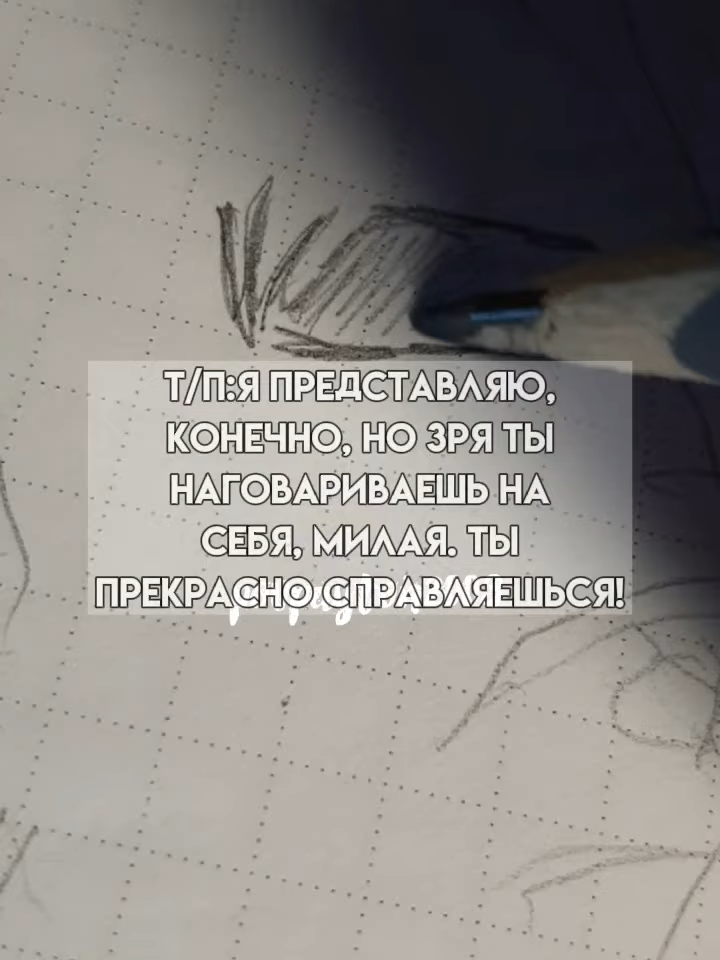 Т/П:Я ПРЕДСТАВЛЯЮ,
КОНЕЧНО, НО ЗРЯ ТЫ
НАГОВАРИВАЕШЬ НА
СЕБЯ, МИЛАЯ. ТЫ
ПРЕКРАСНО СПРАВЛЯЕШЬСЯ!